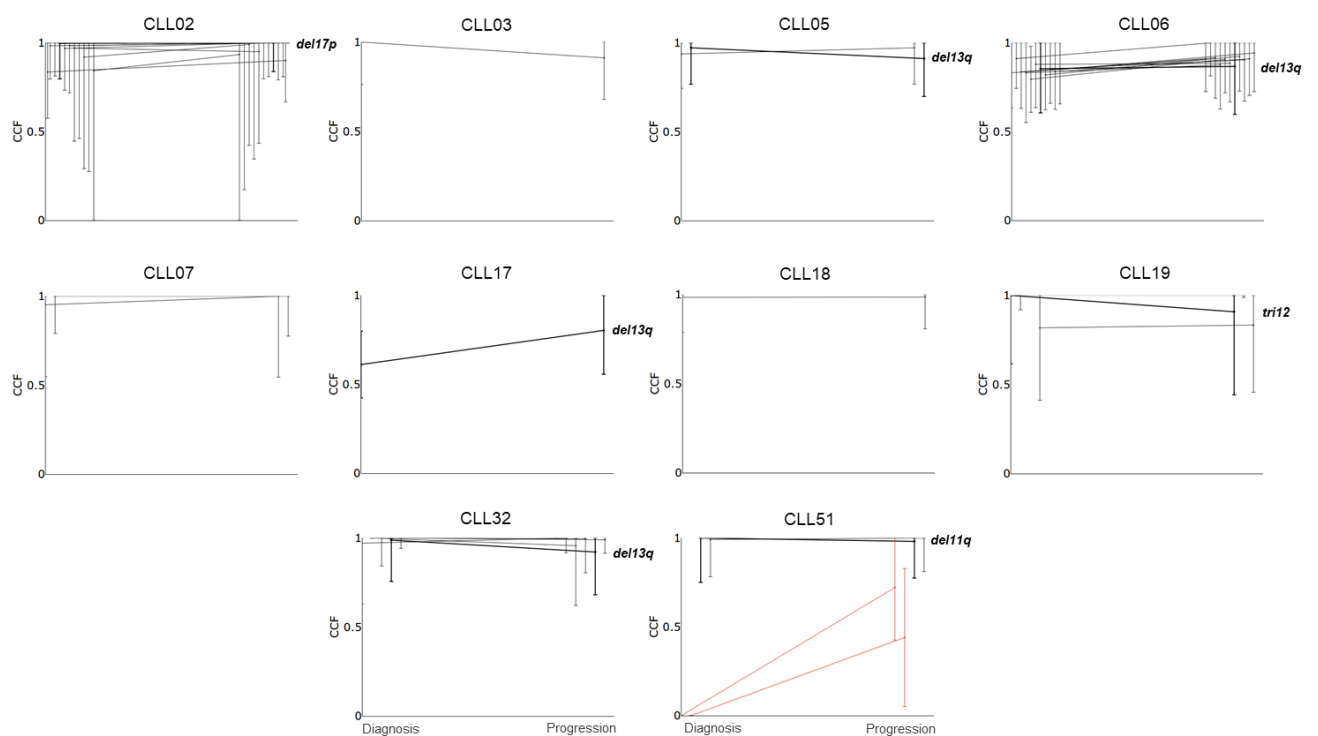 CLL02
CLL03
CLL05
CLL06
1
del17p
1
1
del13q
1
del13q
CCF
0.5
CCF
0.5
CCF
0.5
CCF
0.5
0
0
0
0
CLL07
CLL17
CLL18
CLL19
1
1
del13q
1
1
tri12
CCF
0.5
CCF
0.5
CCF
0.5
CCF
0.5
0
0
0
0
CLL32
CLL51
1
del13q
1
del11q
CCF
0.5
CCF
0.5
0
0
Diagnosis
Progression
Diagnosis
Progression